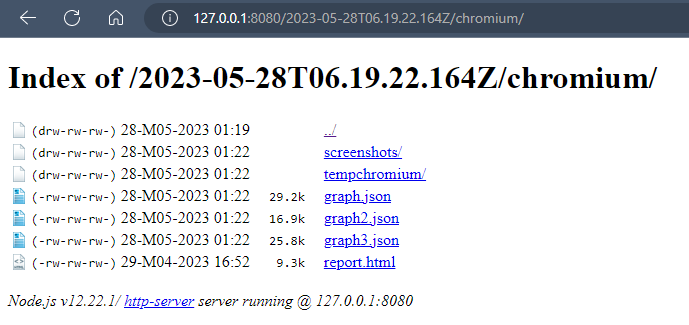 127.0.0.1:8080/2023-05-28T06.19.22.164Z/chromium/
Index of /2023-05-28T06.19.22.164Z/chromium/
(drw-rw-rw-) 28-M05-2023 01:19 ../
(drw-rw-rw-) 28-M05-2023 01:22 screenshots/
(drw-rw-rw-) 28-M05-2023 01:22 tempchromium/
(-rw-rw-rw-) 28-M05-2023 01:22 29.2k graph.json
(-rw-rw-rw-) 28-M05-2023 01:22 16.9k graph2.json
(-rw-rw-rw-) 28-M05-2023 01:22 25.8k graph3.json
(-rw-rw-rw-) 29-M04-2023 16:52 9.3k report.html
Node.js v12.22.1/ http-server server running @ 127.0.0.1:8080